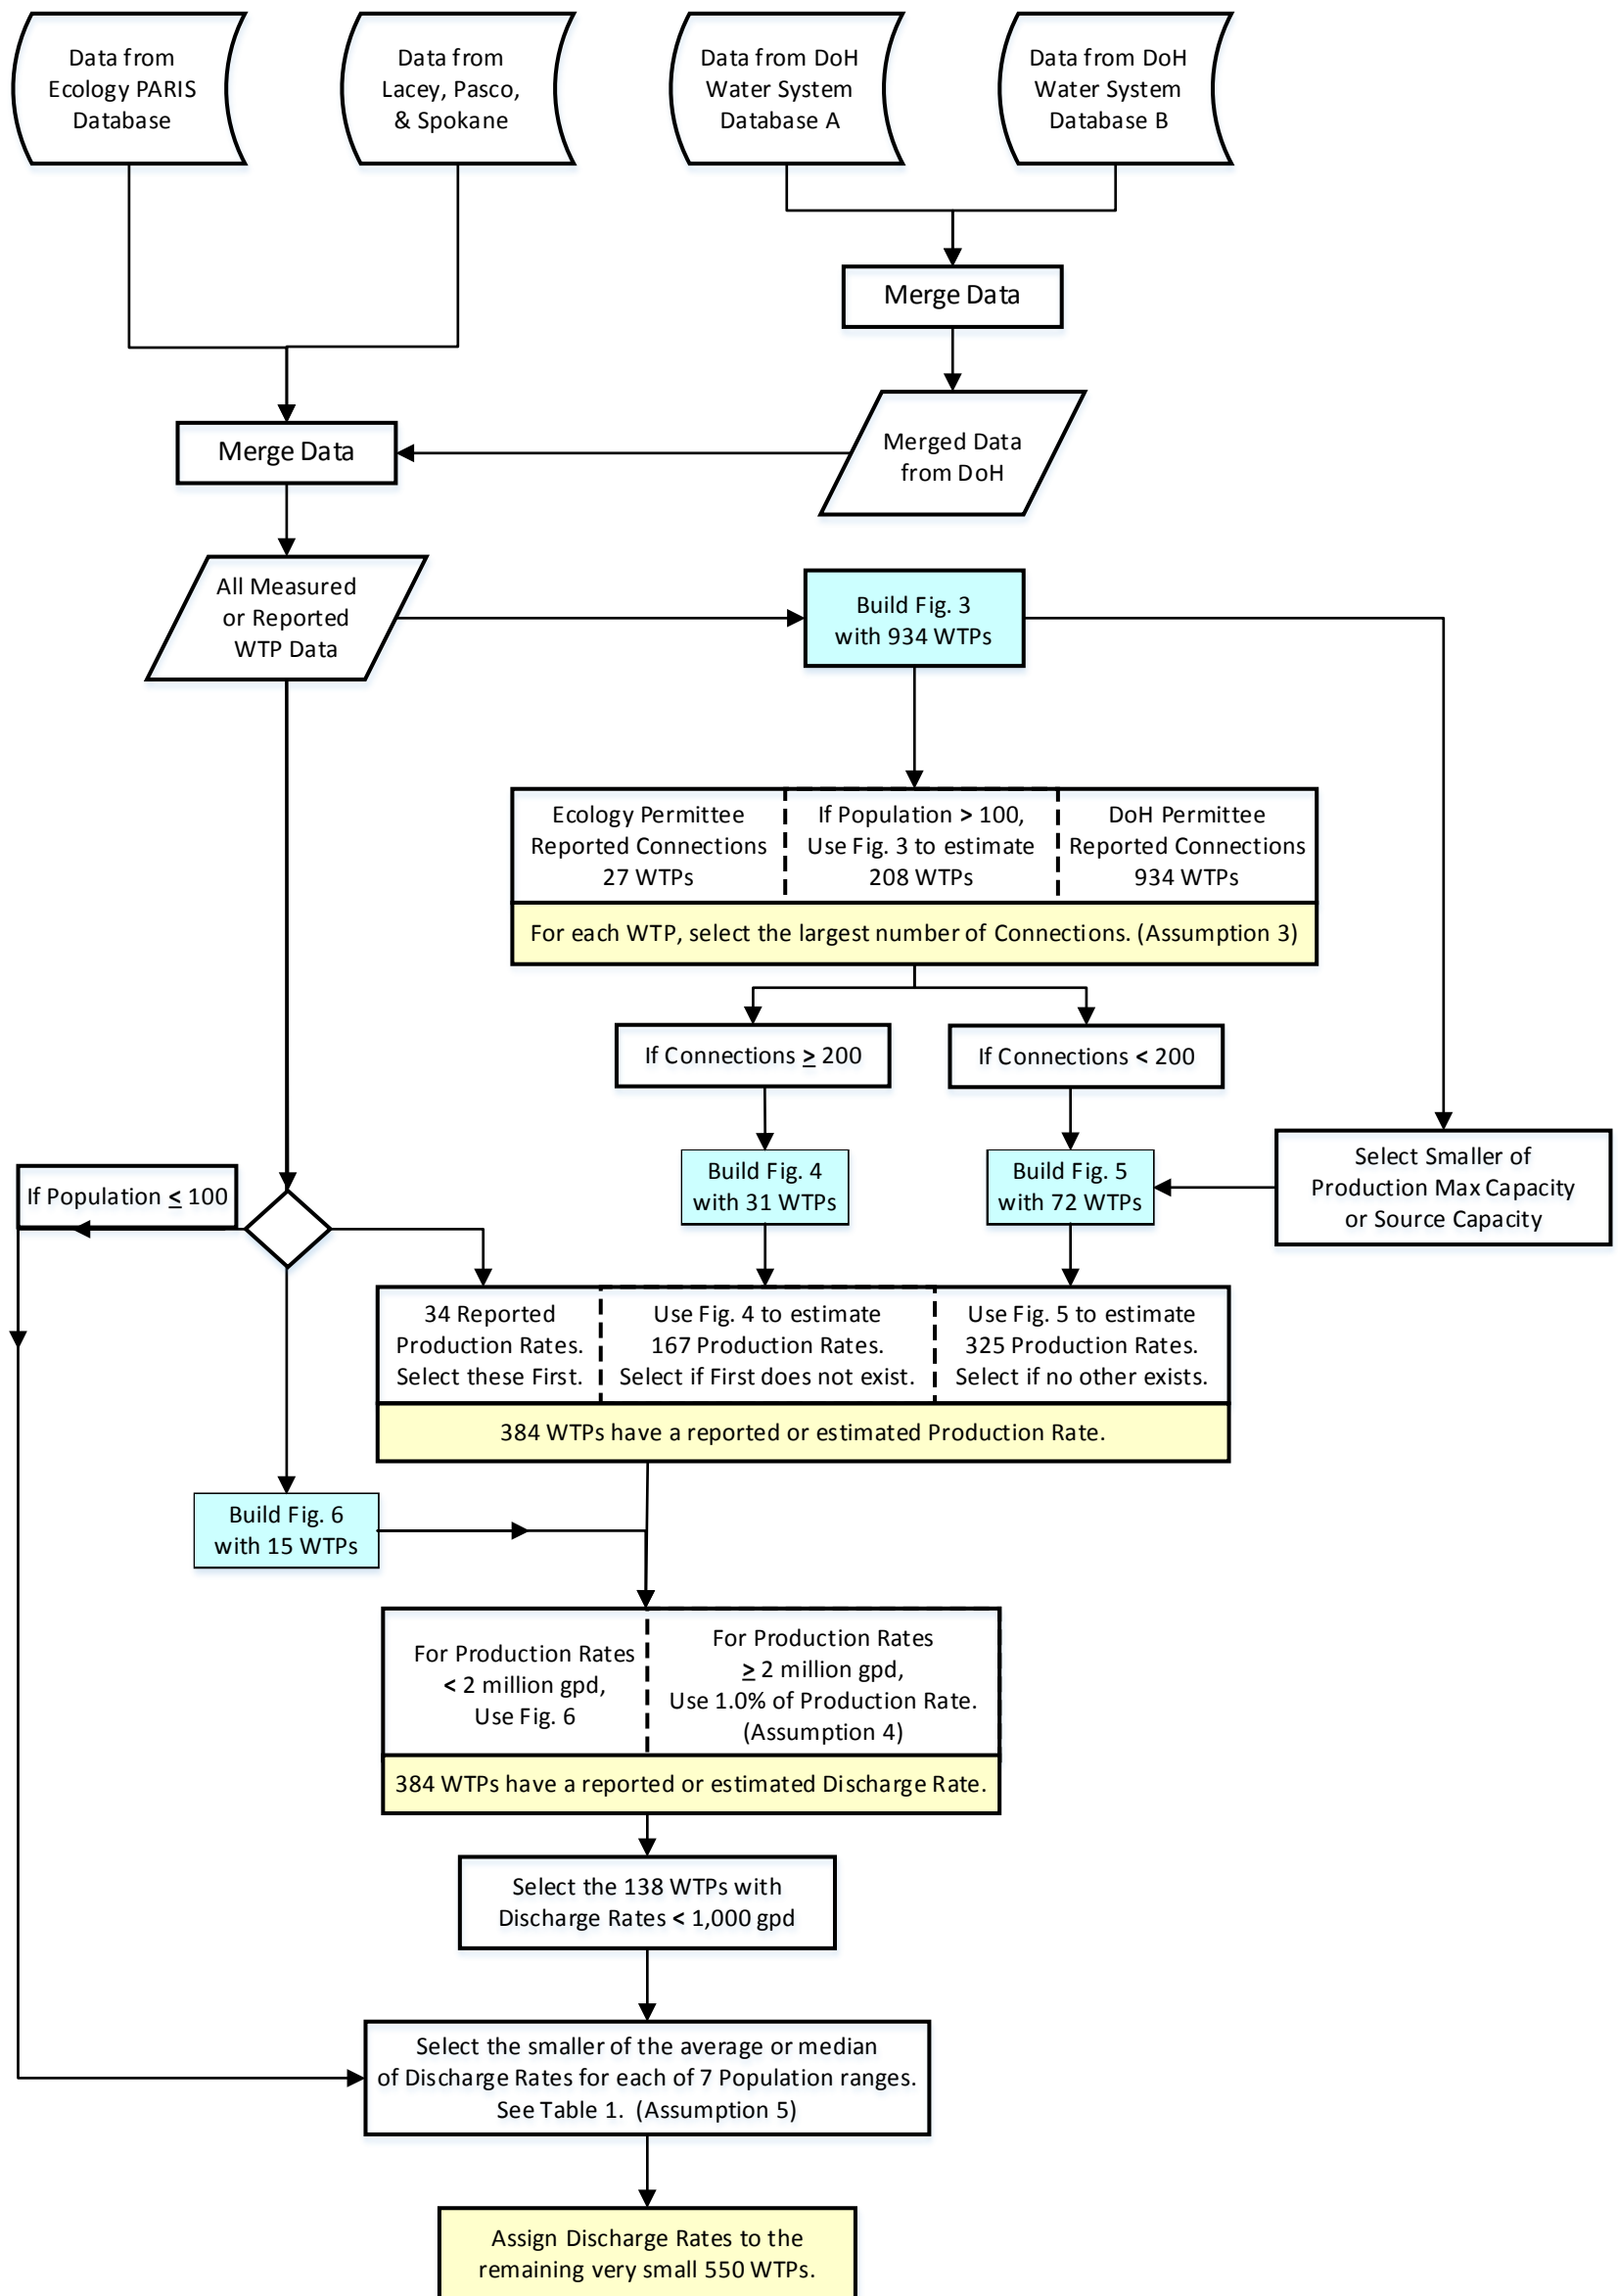 Data from
Ecology PARIS
Database
Data from
Lacey, Pasco,
& Spokane
Data from DoH
Water System
Database A
Data from DoH
Water System
Database B
Merge Data
Merged Data
from DoH
Merge Data
All Measured
or Reported
WTP Data
Build Fig. 3
with 934 WTPs
Ecology Permittee
Reported Connections
27 WTPs
If Population > 100,
Use Fig. 3 to estimate
208 WTPs
DoH Permittee
Reported Connections
934 WTPs
For each WTP, select the largest number of Connections. (Assumption 3)
If Connections ≥ 200
If Connections < 200
Build Fig. 4
with 31 WTPs
Build Fig. 5
with 72 WTPs
Select Smaller of
Production Max Capacity
or Source Capacity
If Population ≤ 100
34 Reported
Production Rates.
Select these First.
Use Fig. 4 to estimate
167 Production Rates.
Select if First does not exist.
Use Fig. 5 to estimate
325 Production Rates.
Select if no other exists.
384 WTPs have a reported or estimated Production Rate.
Build Fig. 6
with 15 WTPs
For Production Rates
< 2 million gpd,
Use Fig. 6
For Production Rates
≥ 2 million gpd,
Use 1.0% of Production Rate.
(Assumption 4)
384 WTPs have a reported or estimated Discharge Rate.
Select the 138 WTPs with
Discharge Rates < 1,000 gpd
Select the smaller of the average or median
of Discharge Rates for each of 7 Population ranges.
See Table 1. (Assumption 5)
Assign Discharge Rates to the
remaining very small 550 WTPs.